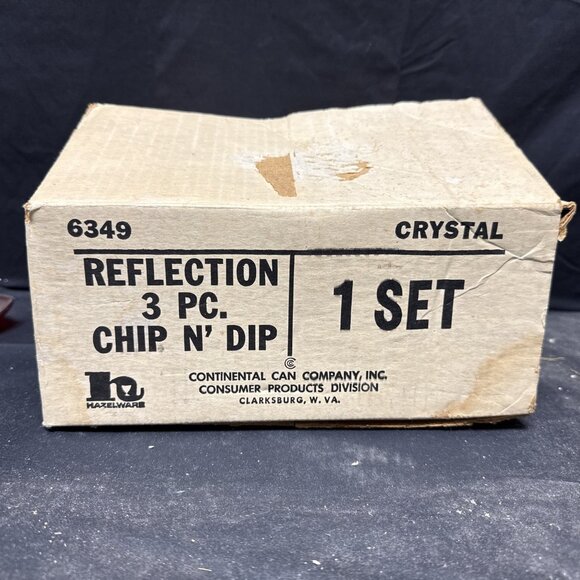 6349 CRYSTAL
REFLECTION
3 PC.
CHIP N' DIP
1 SET
CONTINENTAL CAN COMPANY, INC.
CONSUMER PRODUCTS DIVISION
CLARKSBURG, W. VA.
HAZELWARE